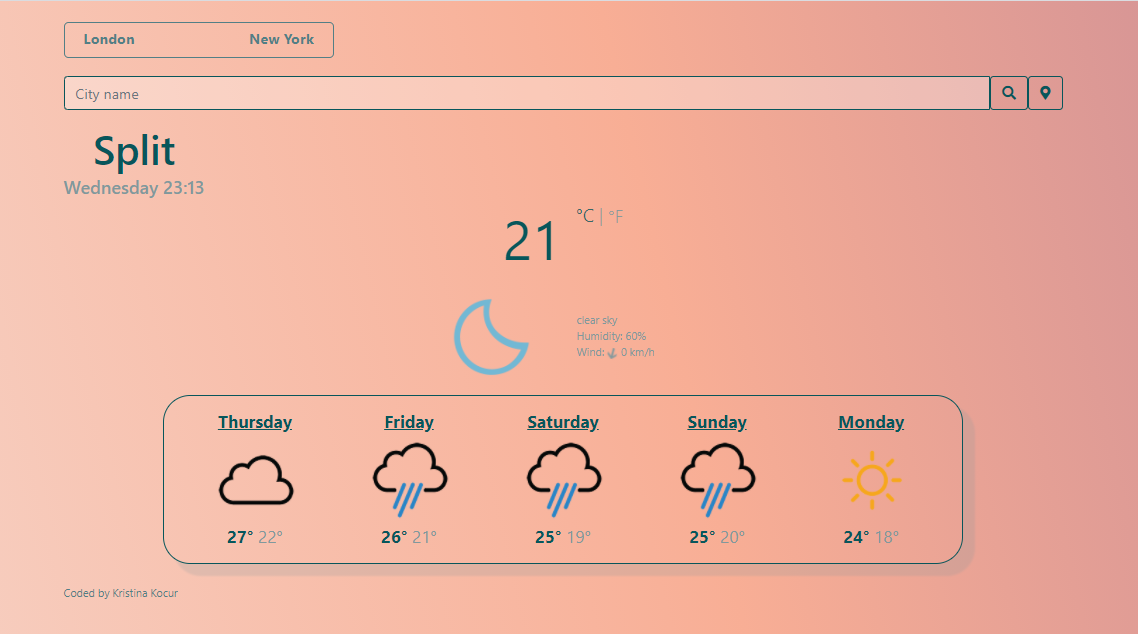 London New York
City name
Split
Wednesday 23:13
21 °C | °F
clear sky
Humidity: 60%
Wind: 0 km/h
Thursday Friday Saturday Sunday Monday
27° 22° 26° 21° 25° 19° 25° 20° 24° 18°
Coded by Kristina Kocur